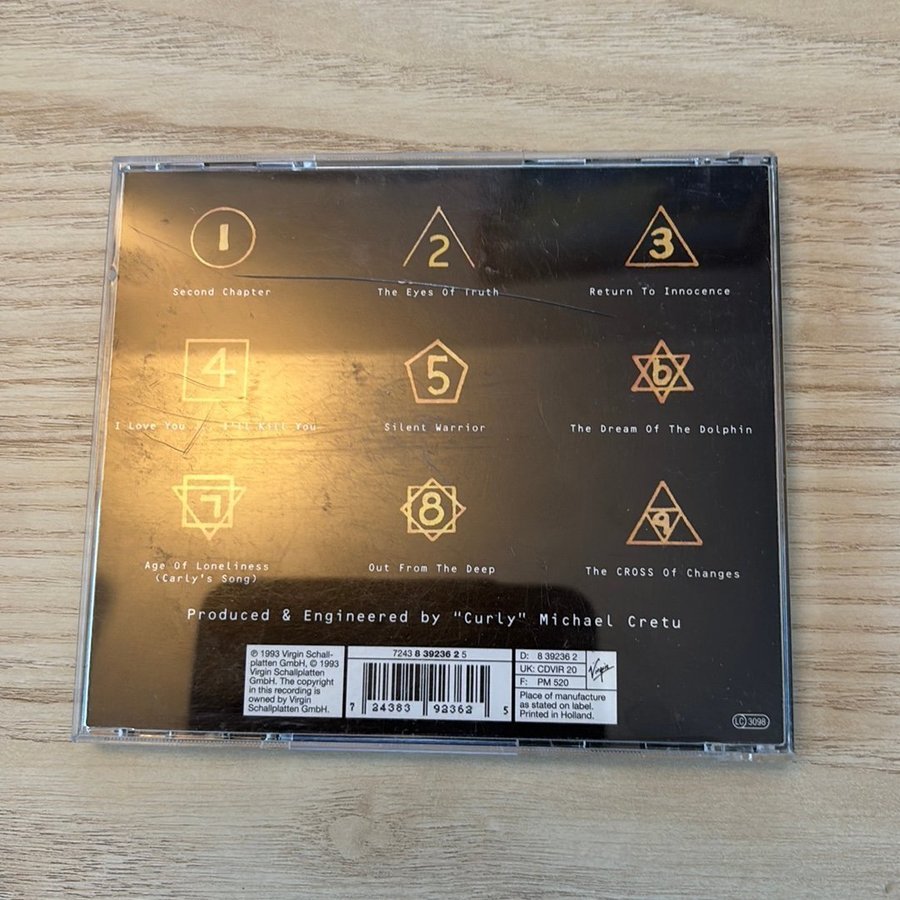 1
2
3
Second Chapter
The Eyes Of Truth
Return To Innocence
4
5
6
I Love You ... I'll Kill You
Silent Warrior
The Dream Of The Dolphin
7
8
9
Age Of Loneliness
(Carly's Song)
Out From The Deep
The CROSS Of Changes
Produced & Engineered by "Curly" Michael Cretu
℗ 1993 Virgin Schall-
platten GmbH, © 1993
Virgin Schallplatten
GmbH. The copyright
in this recording is
owned by Virgin
Schallplatten GmbH.
7243 8 39236 2 5
7 24383 92362 5
D: 8 39236 2
UK: CDVIR 20
F: PM 520
Virgin
Place of manufacture
as stated on label.
Printed in Holland.
LC 3098